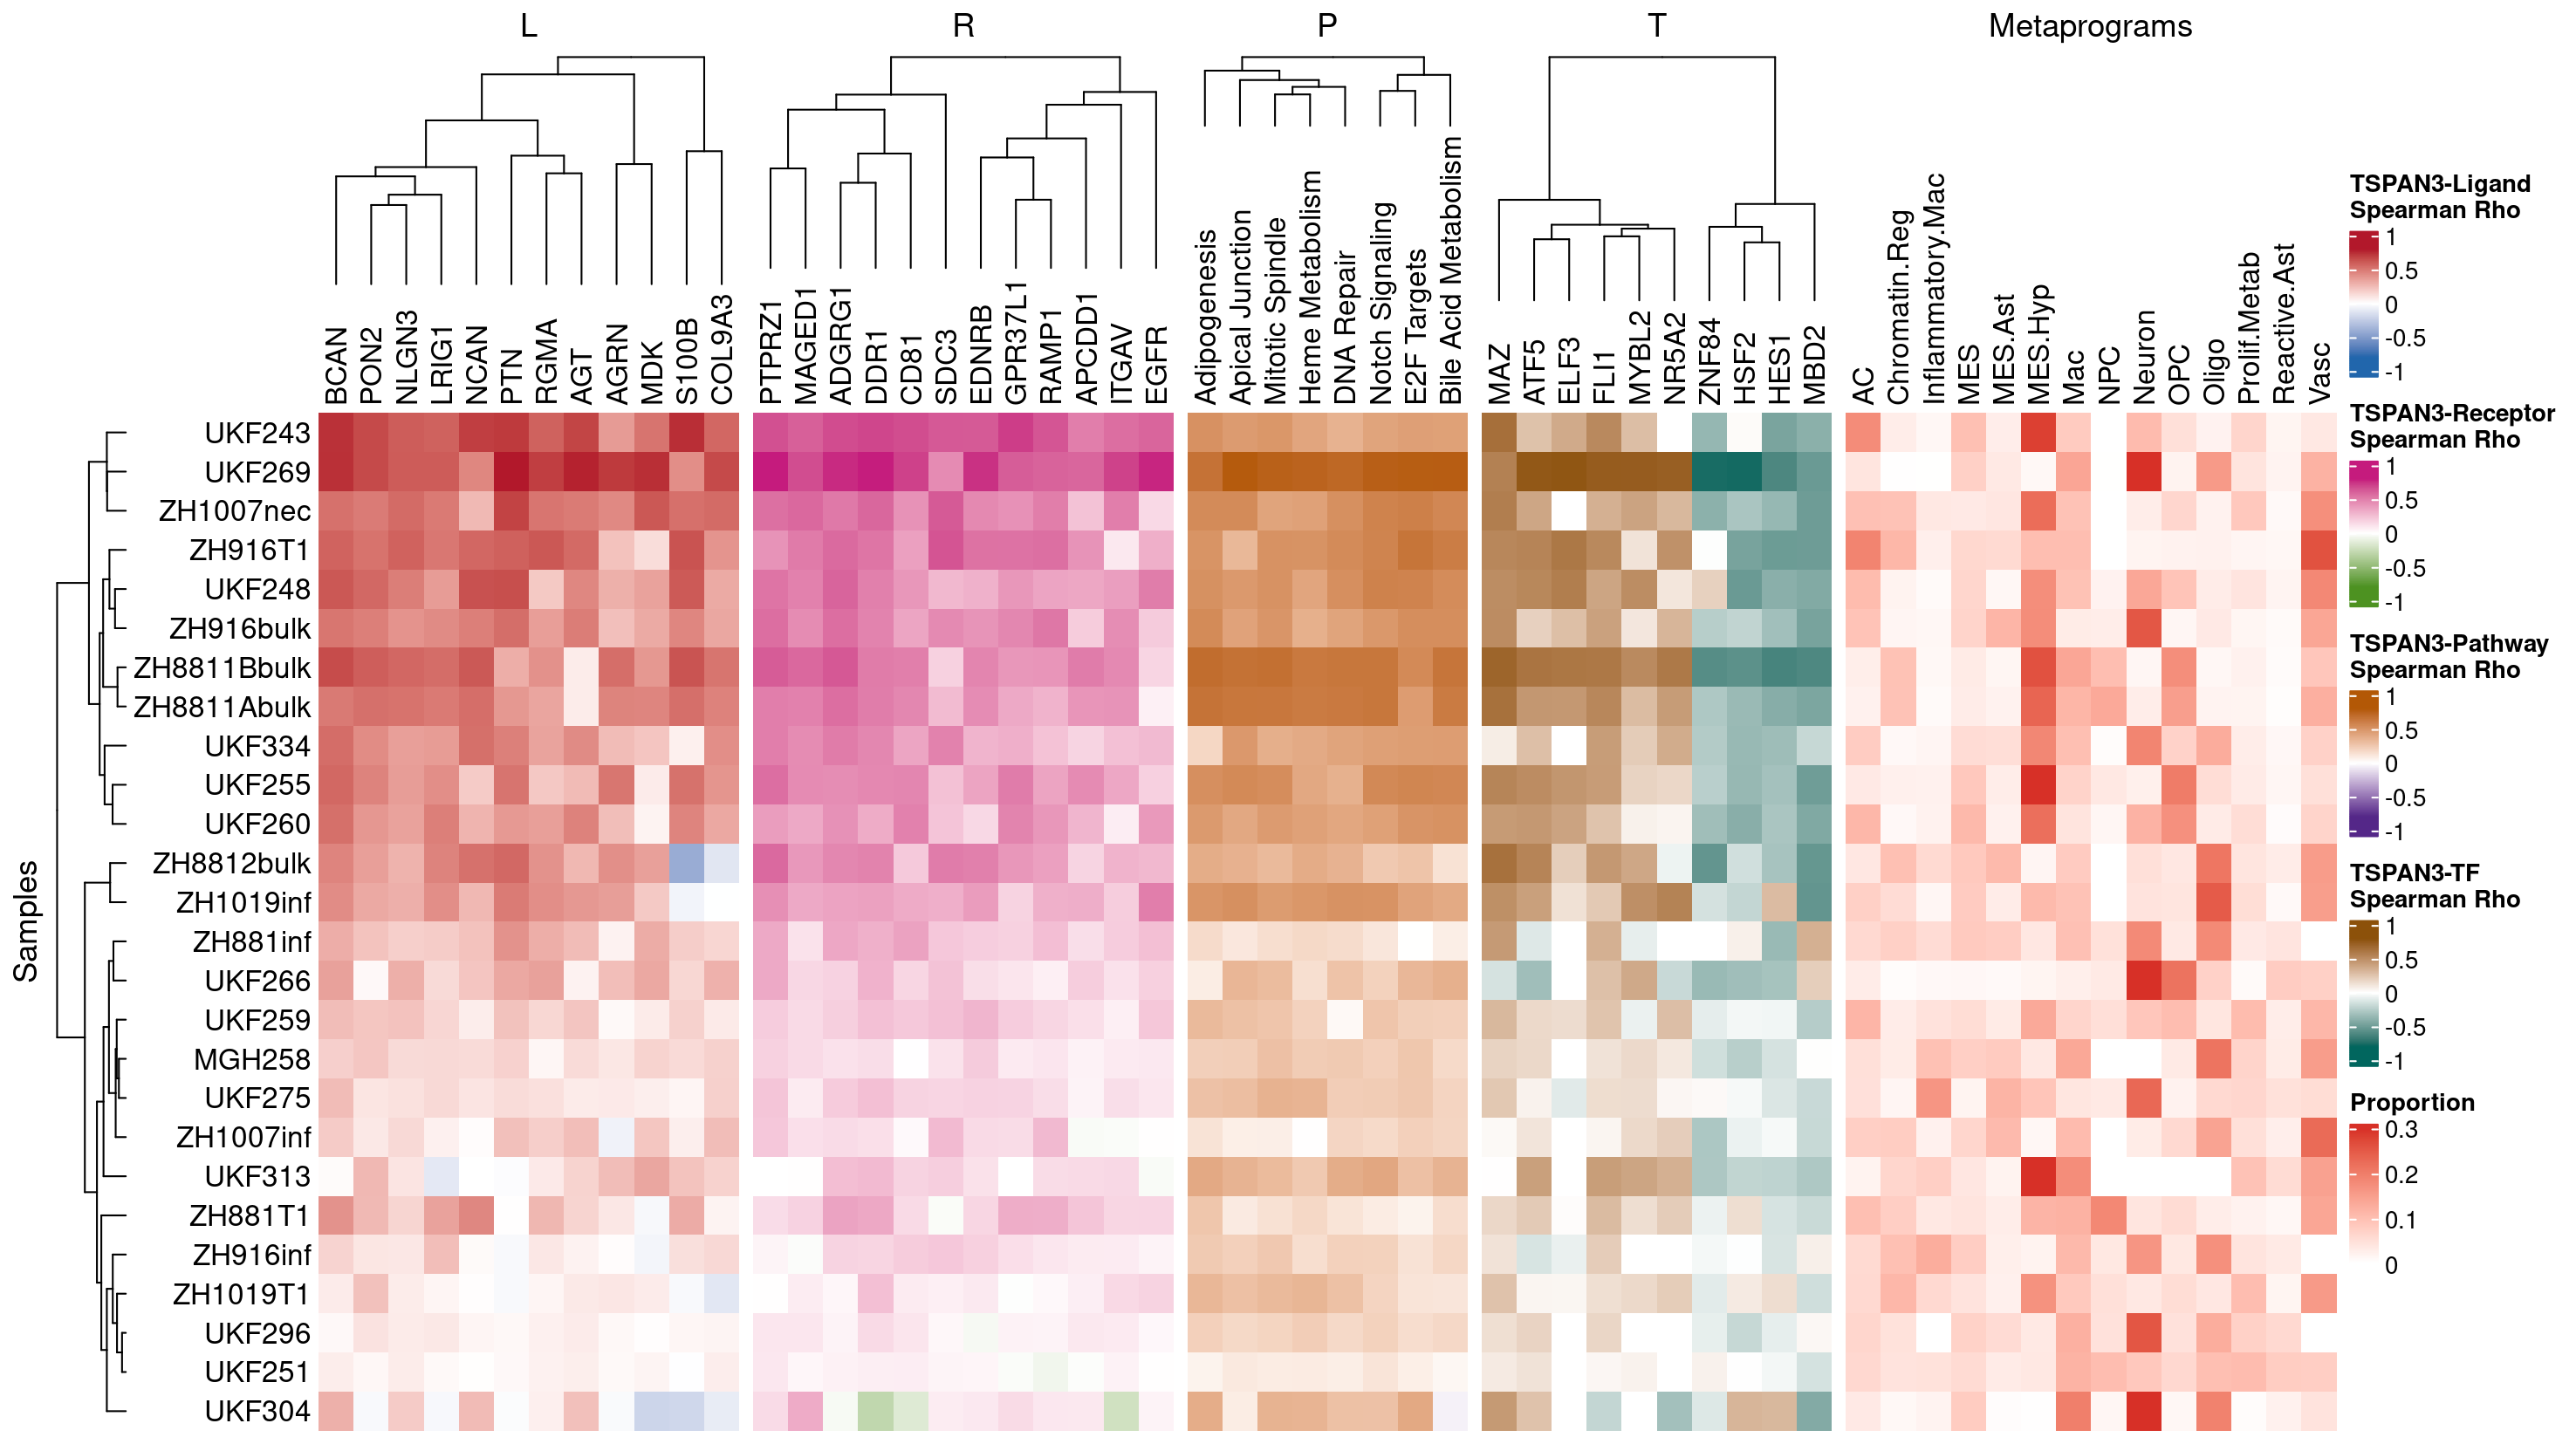 L R P T Metaprograms
BCAN PON2 NLGN3 LRIG1 NCAN PTN RGMA AGT AGRN MDK S100B COL9A3
PTPRZ1 MAGED1 ADGRG1 DDR1 CD81 SDC3 EDNRB GPR37L1 RAMP1 APCDD1 ITGAV EGFR
Adipogenesis
Apical Junction
Mitotic Spindle
Heme Metabolism
DNA Repair
Notch Signaling
E2F Targets
Bile Acid Metabolism
MAZ ATF5 ELF3 FLI1 MYBL2 NR5A2 ZNF84 HSF2 HES1 MBD2
AC Chromatin.Reg Inflammatory.Mac MES MES.Ast MES.Hyp Mac NPC Neuron OPC Oligo Prolif.Metab Reactive.Ast Vasc
Samples
UKF243
UKF269
ZH1007nec
ZH916T1
UKF248
ZH916bulk
ZH8811Bbulk
ZH8811Abulk
UKF334
UKF255
UKF260
ZH8812bulk
ZH1019inf
ZH881inf
UKF266
UKF259
MGH258
UKF275
ZH1007inf
UKF313
ZH881T1
ZH916inf
ZH1019T1
UKF296
UKF251
UKF304
TSPAN3-Ligand
Spearman Rho
1
0.5
0
-0.5
-1
TSPAN3-Receptor
Spearman Rho
1
0.5
0
-0.5
-1
TSPAN3-Pathway
Spearman Rho
1
0.5
0
-0.5
-1
TSPAN3-TF
Spearman Rho
1
0.5
0
-0.5
-1
Proportion
0.3
0.2
0.1
0